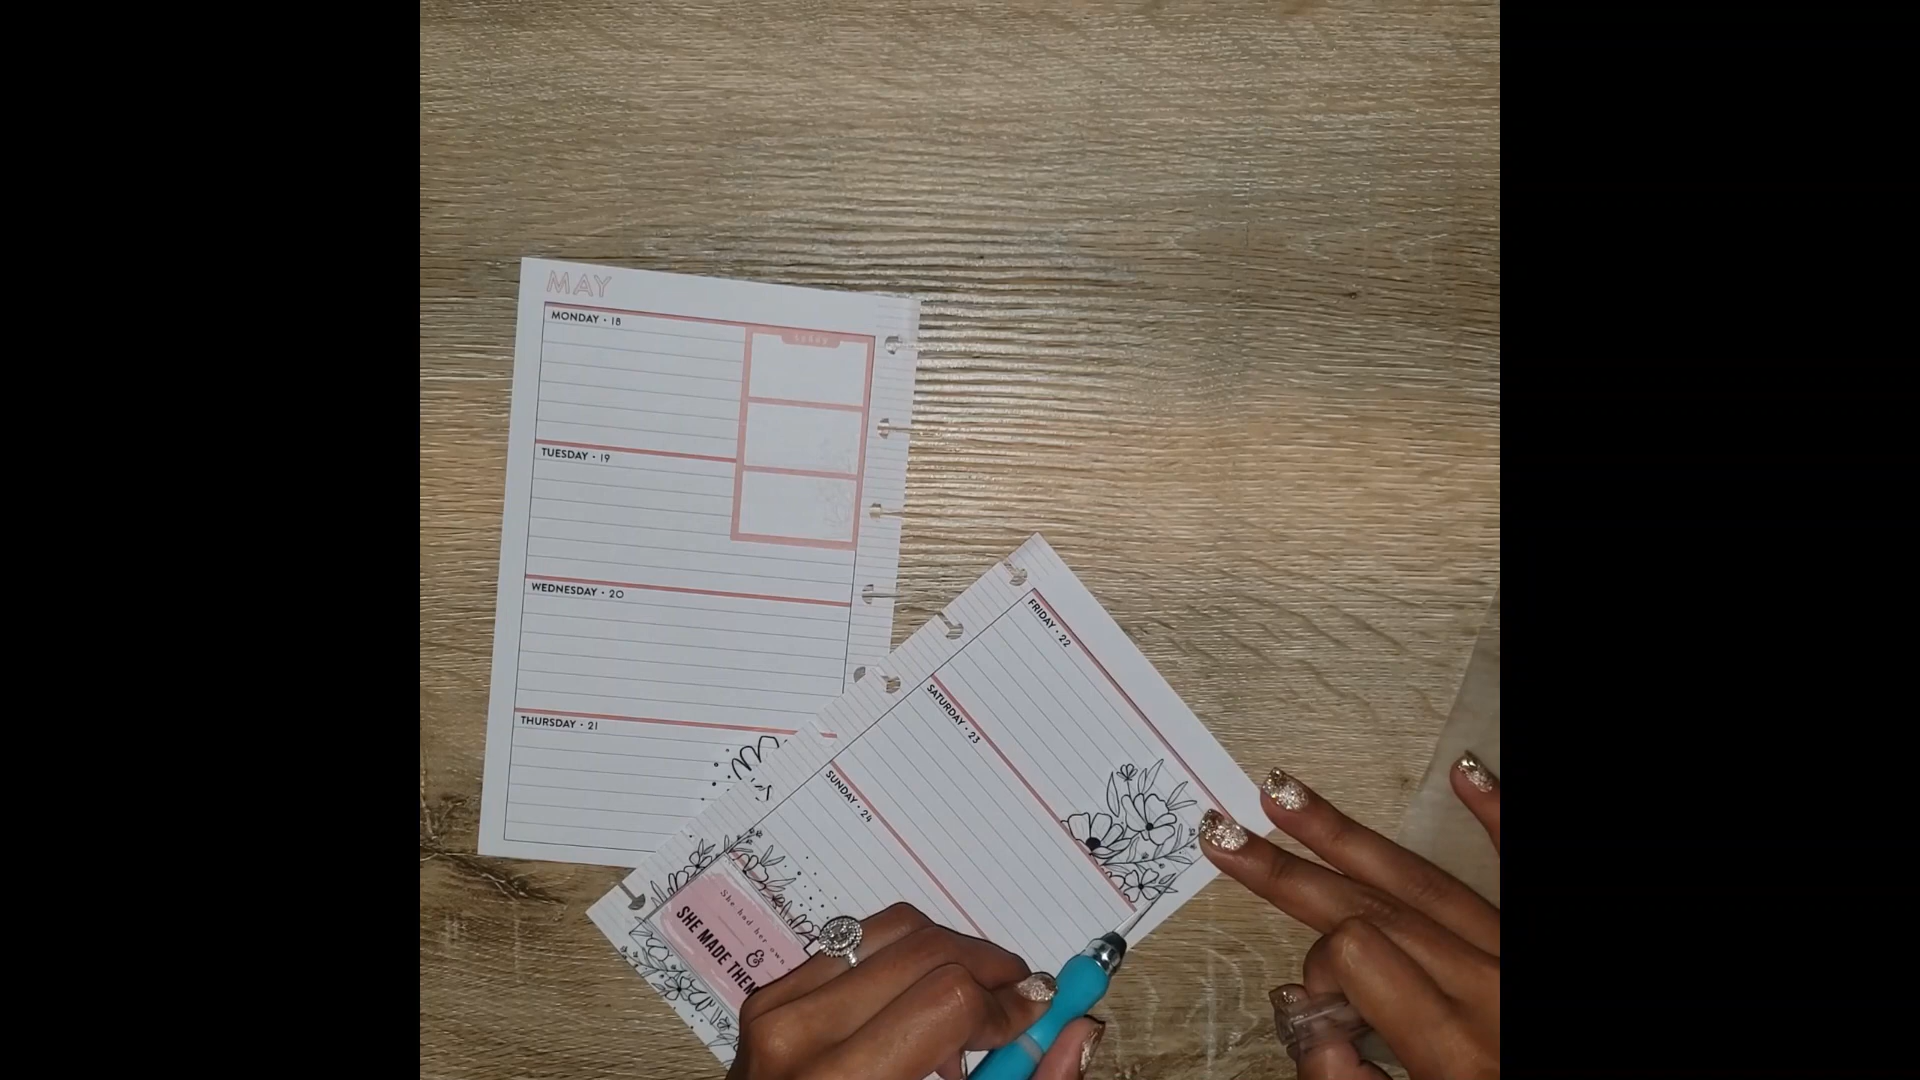 MAY
MONDAY • 18
TUESDAY • 19
WEDNESDAY • 20
THURSDAY • 21
FRIDAY • 22
SATURDAY • 23
SUNDAY • 24
She had her own
&
SHE MADE THEM